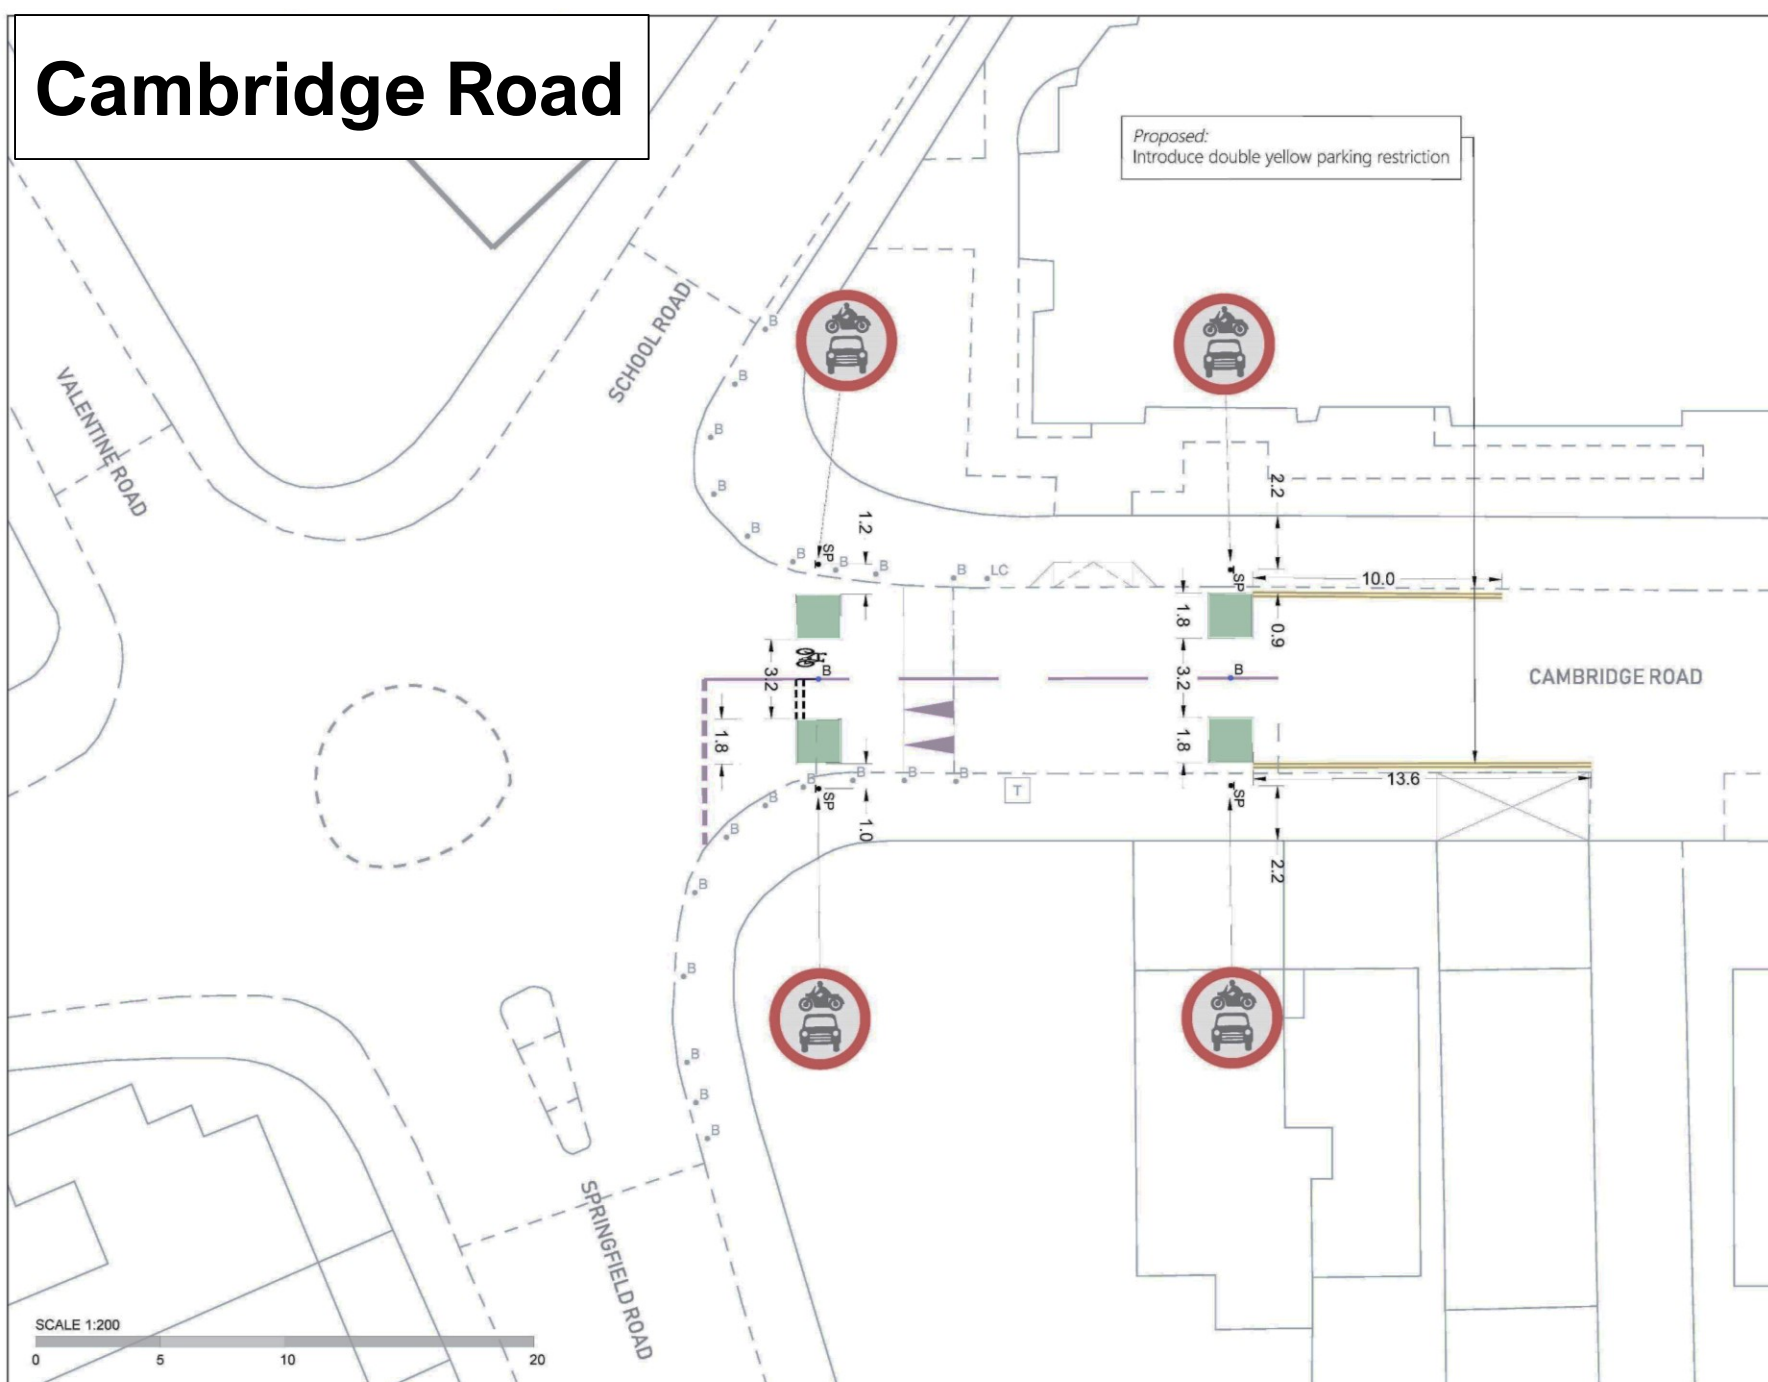 Cambridge Road
Proposed:
Introduce double yellow parking restriction
SCHOOL ROAD
VALENTINE ROAD
B
B
B
B
B
B
SP
B
B
B
LC
1.2
2.2
SP
10.0
1.8
0.9
3.2
B
3.2
B
CAMBRIDGE ROAD
1.8
1.8
13.6
B
B
B
B
SP
T
SP
B
B
1.0
2.2
B
B
B
B
B
SPRINGFIELD ROAD
SCALE 1:200
0 5 10 20